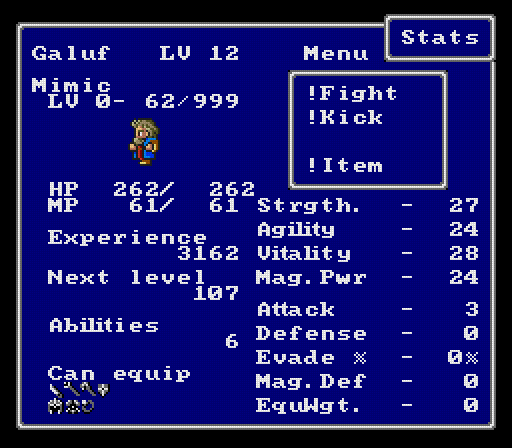 Stats
Galuf LV 12 Menu
Mimic
LV 0- 62/999
!Fight
!Kick
!Item
HP 262/ 262
MP 61/ 61
Strgth. - 27
Agility - 24
Vitality - 28
Mag.Pwr - 24
Experience
3162
Next level
107
Attack - 3
Defense - 0
Evade % - 0%
Mag.Def - 0
EquWgt. - 0
Abilities
6
Can equip